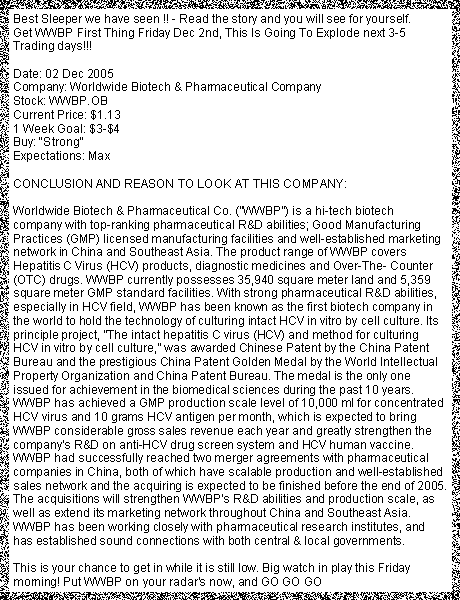 Best Sleeper we have seen !! - Read the story and you will see for yourself.
Get WWBP First Thing Friday Dec 2nd, This Is Going To Explode next 3-5
Trading days!!!
Date: 02 Dec 2005
Company: Worldwide Biotech & Pharmaceutical Company
Stock: WWBP.OB
Current Price: $1.13
1 Week Goal: $3-$4
Buy: "Strong"
Expectations: Max
CONCLUSION AND REASON TO LOOK AT THIS COMPANY:
Worldwide Biotech & Pharmaceutical Co. ("WWBP") is a hi-tech biotech
company with top-ranking pharmaceutical R&D abilities; Good Manufacturing
Practices (GMP) licensed manufacturing facilities and well-established marketing
network in China and Southeast Asia. The product range of WWBP covers
Hepatitis C Virus (HCV) products, diagnostic medicines and Over-The- Counter
(OTC) drugs. WWBP currently possesses 35,940 square meter land and 5,359
square meter GMP standard facilities. With strong pharmaceutical R&D abilities,
especially in HCV field, WWBP has been known as the first biotech company in
the world to hold the technology of culturing intact HCV in vitro by cell culture. Its
principle project, "The intact hepatitis C virus (HCV) and method for culturing
HCV in vitro by cell culture," was awarded Chinese Patent by the China Patent
Bureau and the prestigious China Patent Golden Medal by the World Intellectual
Property Organization and China Patent Bureau. The medal is the only one
issued for achievement in the biomedical sciences during the past 10 years.
WWBP has achieved a GMP production scale level of 10,000 ml for concentrated
HCV virus and 10 grams HCV antigen per month, which is expected to bring
WWBP considerable gross sales revenue each year and greatly strengthen the
company's R&D on anti-HCV drug screen system and HCV human vaccine.
WWBP had successfully reached two merger agreements with pharmaceutical
companies in China, both of which have scalable production and well-established
sales network and the acquiring is expected to be finished before the end of 2005.
The acquisitions will strengthen WWBP's R&D abilities and production scale, as
well as extend its marketing network throughout China and Southeast Asia.
WWBP has been working closely with pharmaceutical research institutes, and
has established sound connections with both central & local governments.
This is your chance to get in while it is still low. Big watch in play this Friday
morning! Put WWBP on your radar's now, and GO GO GO